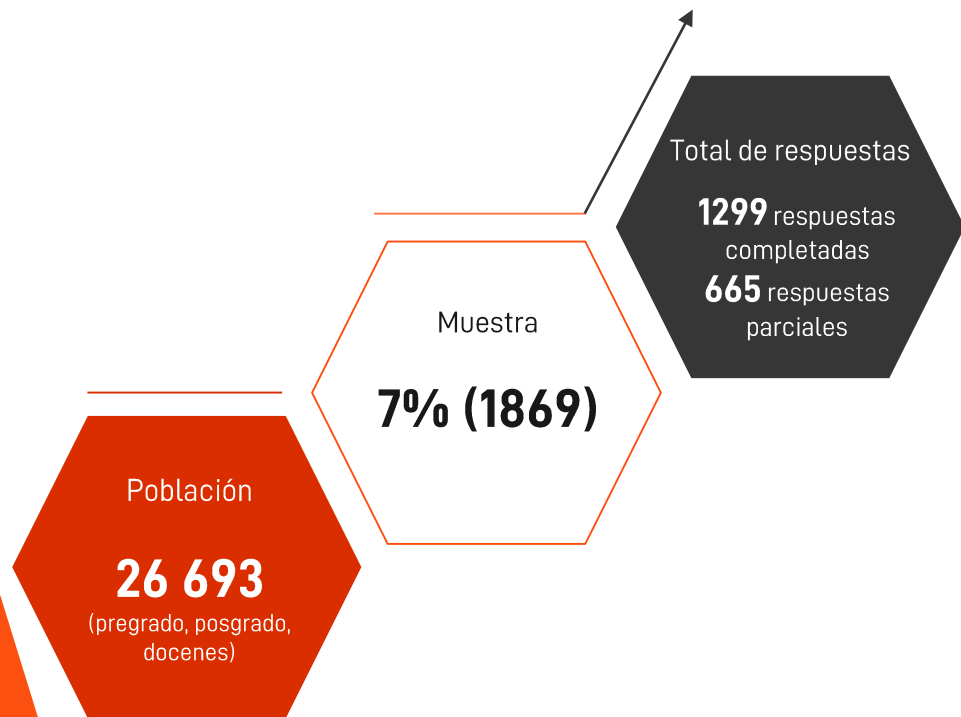 Población
26 693
(pregrado, posgrado,
docenes)
Muestra
7% (1869)
Total de respuestas
1299 respuestas
completadas
665 respuestas
parciales